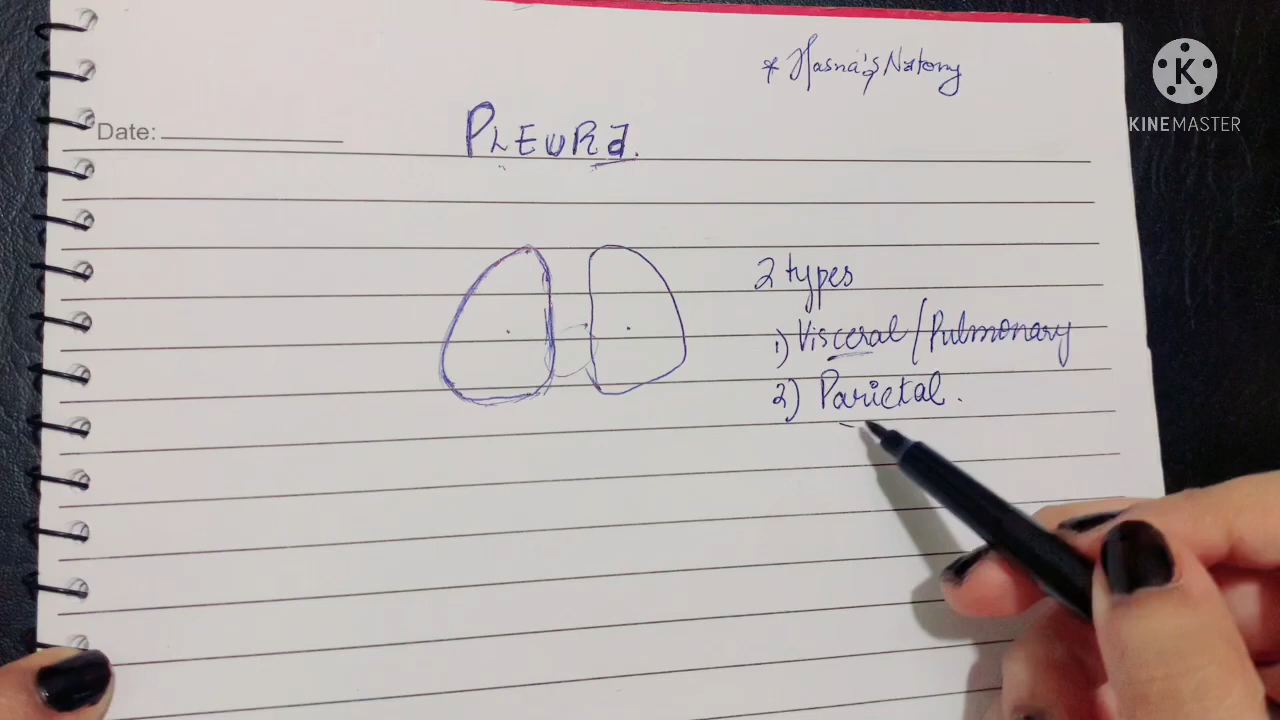 * Hasna's Natomy
KINEMASTER
Date:
PLEURA.
2 types
1) Visceral/Pulmonary
2) Parietal.